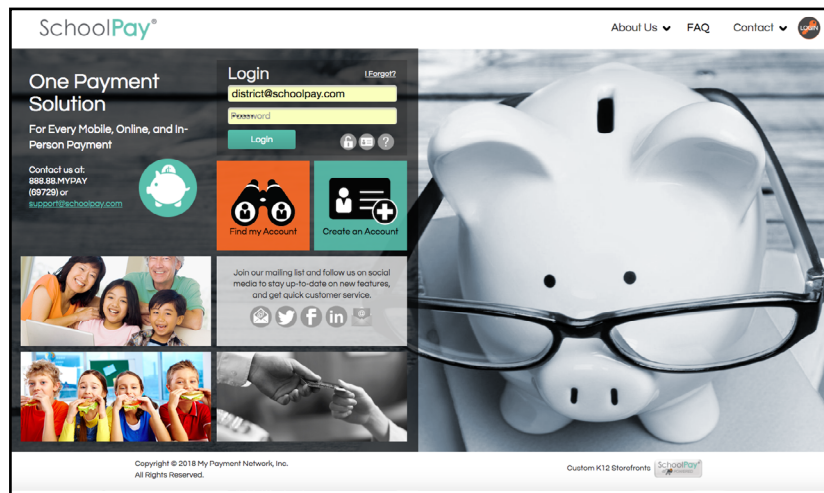 SchoolPay®
About Us
FAQ
Contact
LOGIN
One Payment
Solution
For Every Mobile, Online, and In-
Person Payment
Contact us at:
888.88.MYPAY
(69729) or
support@schoolpay.com
Login
I Forgot?
district@schoolpay.com
Password
Login
Find my Account
Create an Account
Join our mailing list and follow us on social
media to stay up-to-date on new features,
and get quick customer service.
Copyright © 2018 My Payment Network, Inc.
All Rights Reserved.
Custom K12 Storefronts
SchoolPay®
POWERED